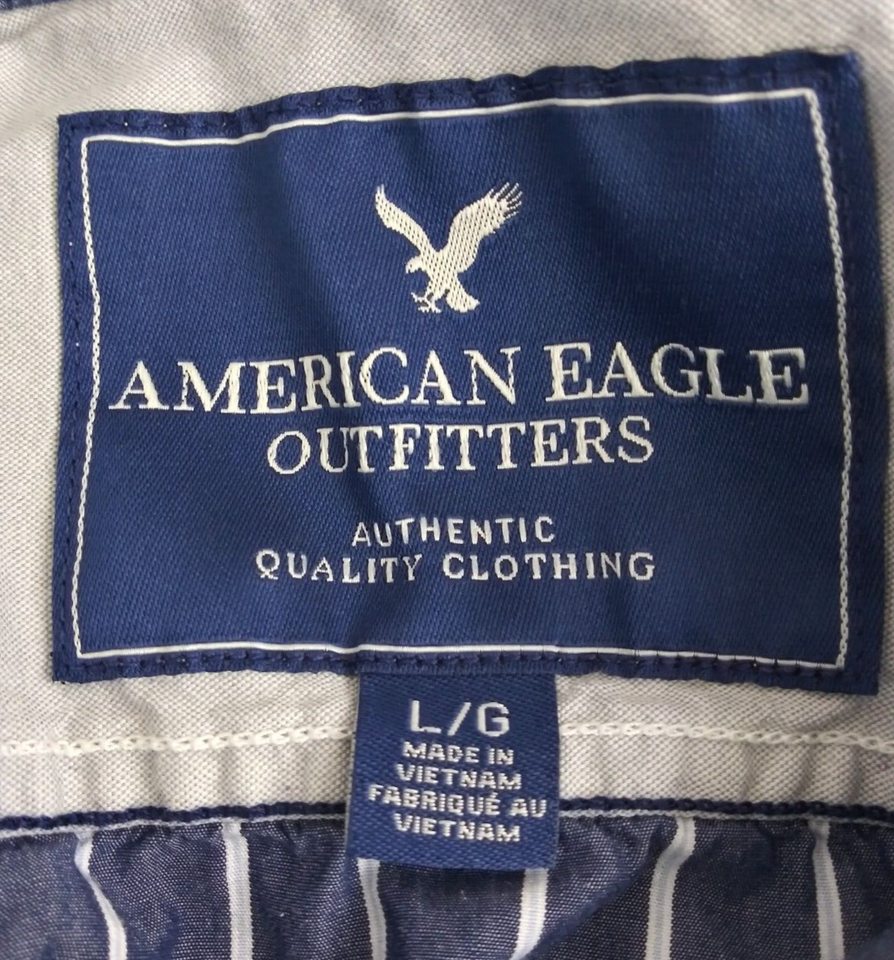 AMERICAN EAGLE
OUTFITTERS
AUTHENTIC
QUALITY CLOTHING
L/G
MADE IN
VIETNAM
FABRIQUÉ AU
VIETNAM